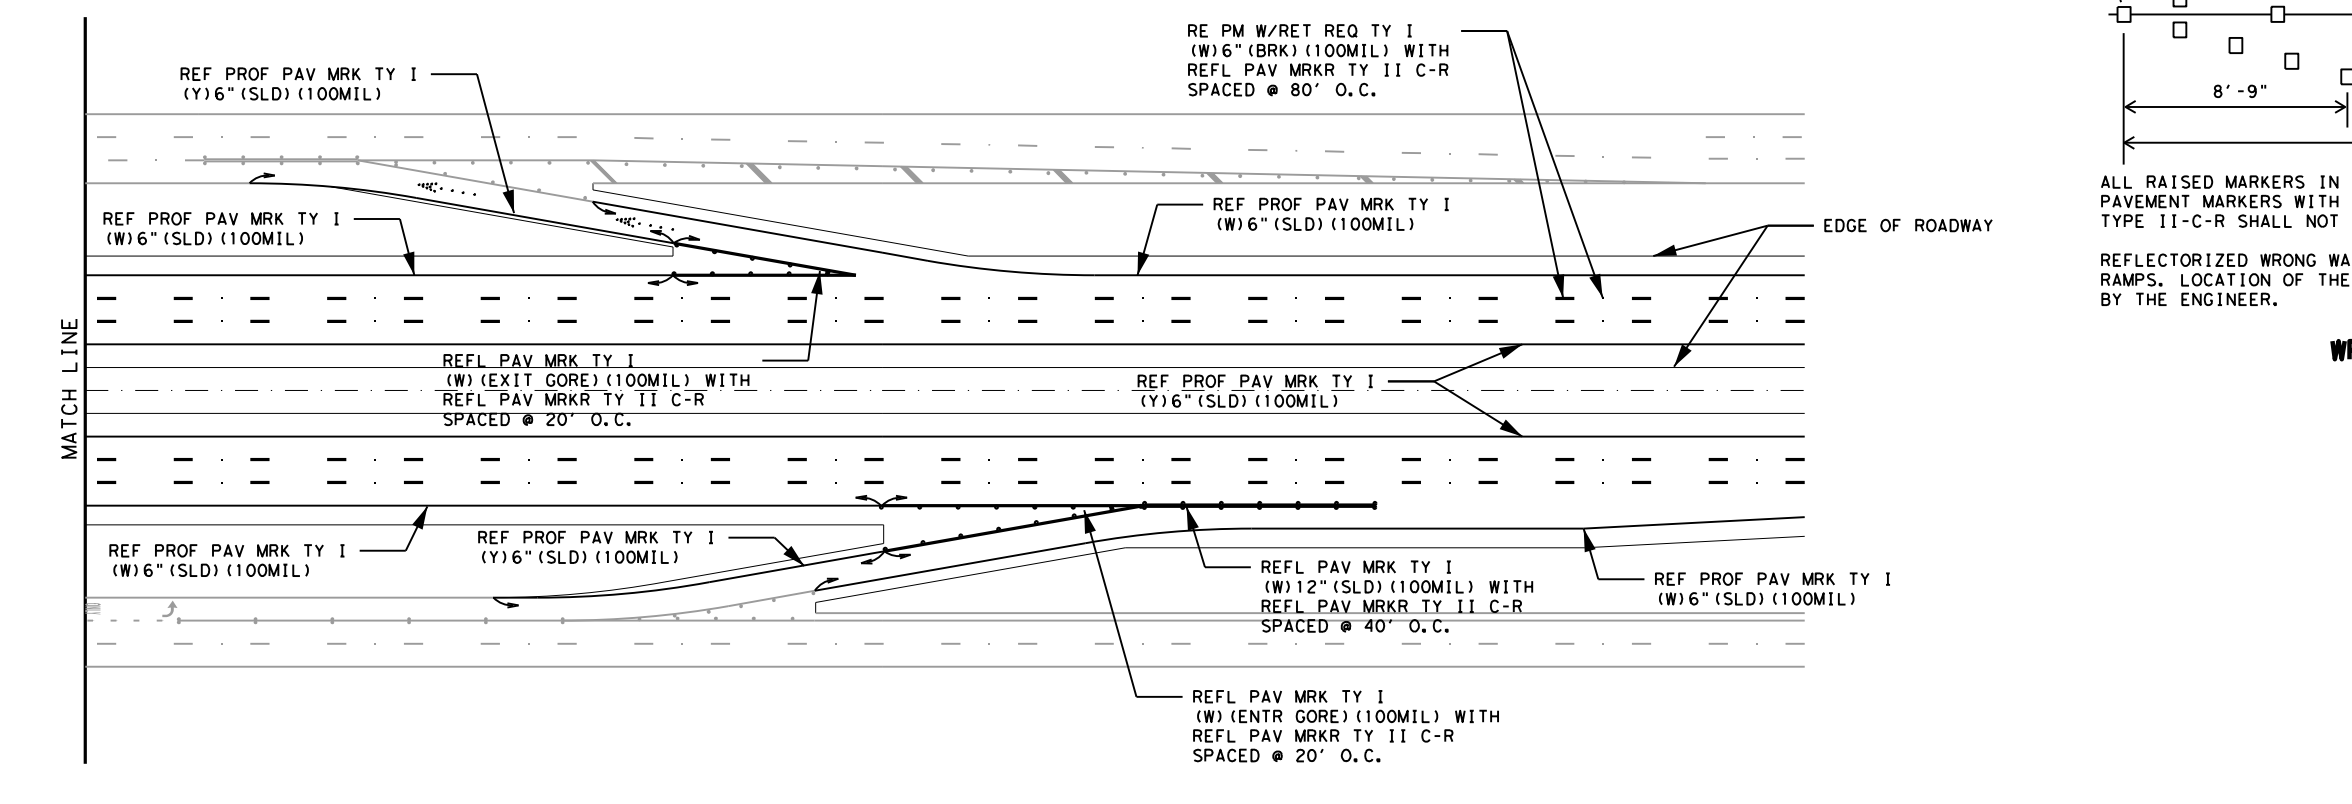 RE PM W/RET REQ TY I
(W)6"(BRK)(100MIL) WITH
REFL PAV MRKR TY II C-R
SPACED @ 80' O.C.
REF PROF PAV MRK TY I
(Y)6"(SLD)(100MIL)
REF PROF PAV MRK TY I
(W)6"(SLD)(100MIL)
REF PROF PAV MRK TY I
(W)6"(SLD)(100MIL)
EDGE OF ROADWAY
MATCH LINE
REFL PAV MRK TY I
(W)(EXIT GORE)(100MIL) WITH
REFL PAV MRKR TY II C-R
SPACED @ 20' O.C.
REF PROF PAV MRK TY I
(Y)6"(SLD)(100MIL)
REF PROF PAV MRK TY I
(W)6"(SLD)(100MIL)
REF PROF PAV MRK TY I
(Y)6"(SLD)(100MIL)
REFL PAV MRK TY I
(W)12"(SLD)(100MIL) WITH
REFL PAV MRKR TY II C-R
SPACED @ 40' O.C.
REF PROF PAV MRK TY I
(W)6"(SLD)(100MIL)
REFL PAV MRK TY I
(W)(ENTR GORE)(100MIL) WITH
REFL PAV MRKR TY II C-R
SPACED @ 20' O.C.
8'-9"
ALL RAISED MARKERS IN
PAVEMENT MARKERS WITH
TYPE II-C-R SHALL NOT
REFLECTORIZED WRONG WA
RAMPS. LOCATION OF THE
BY THE ENGINEER.